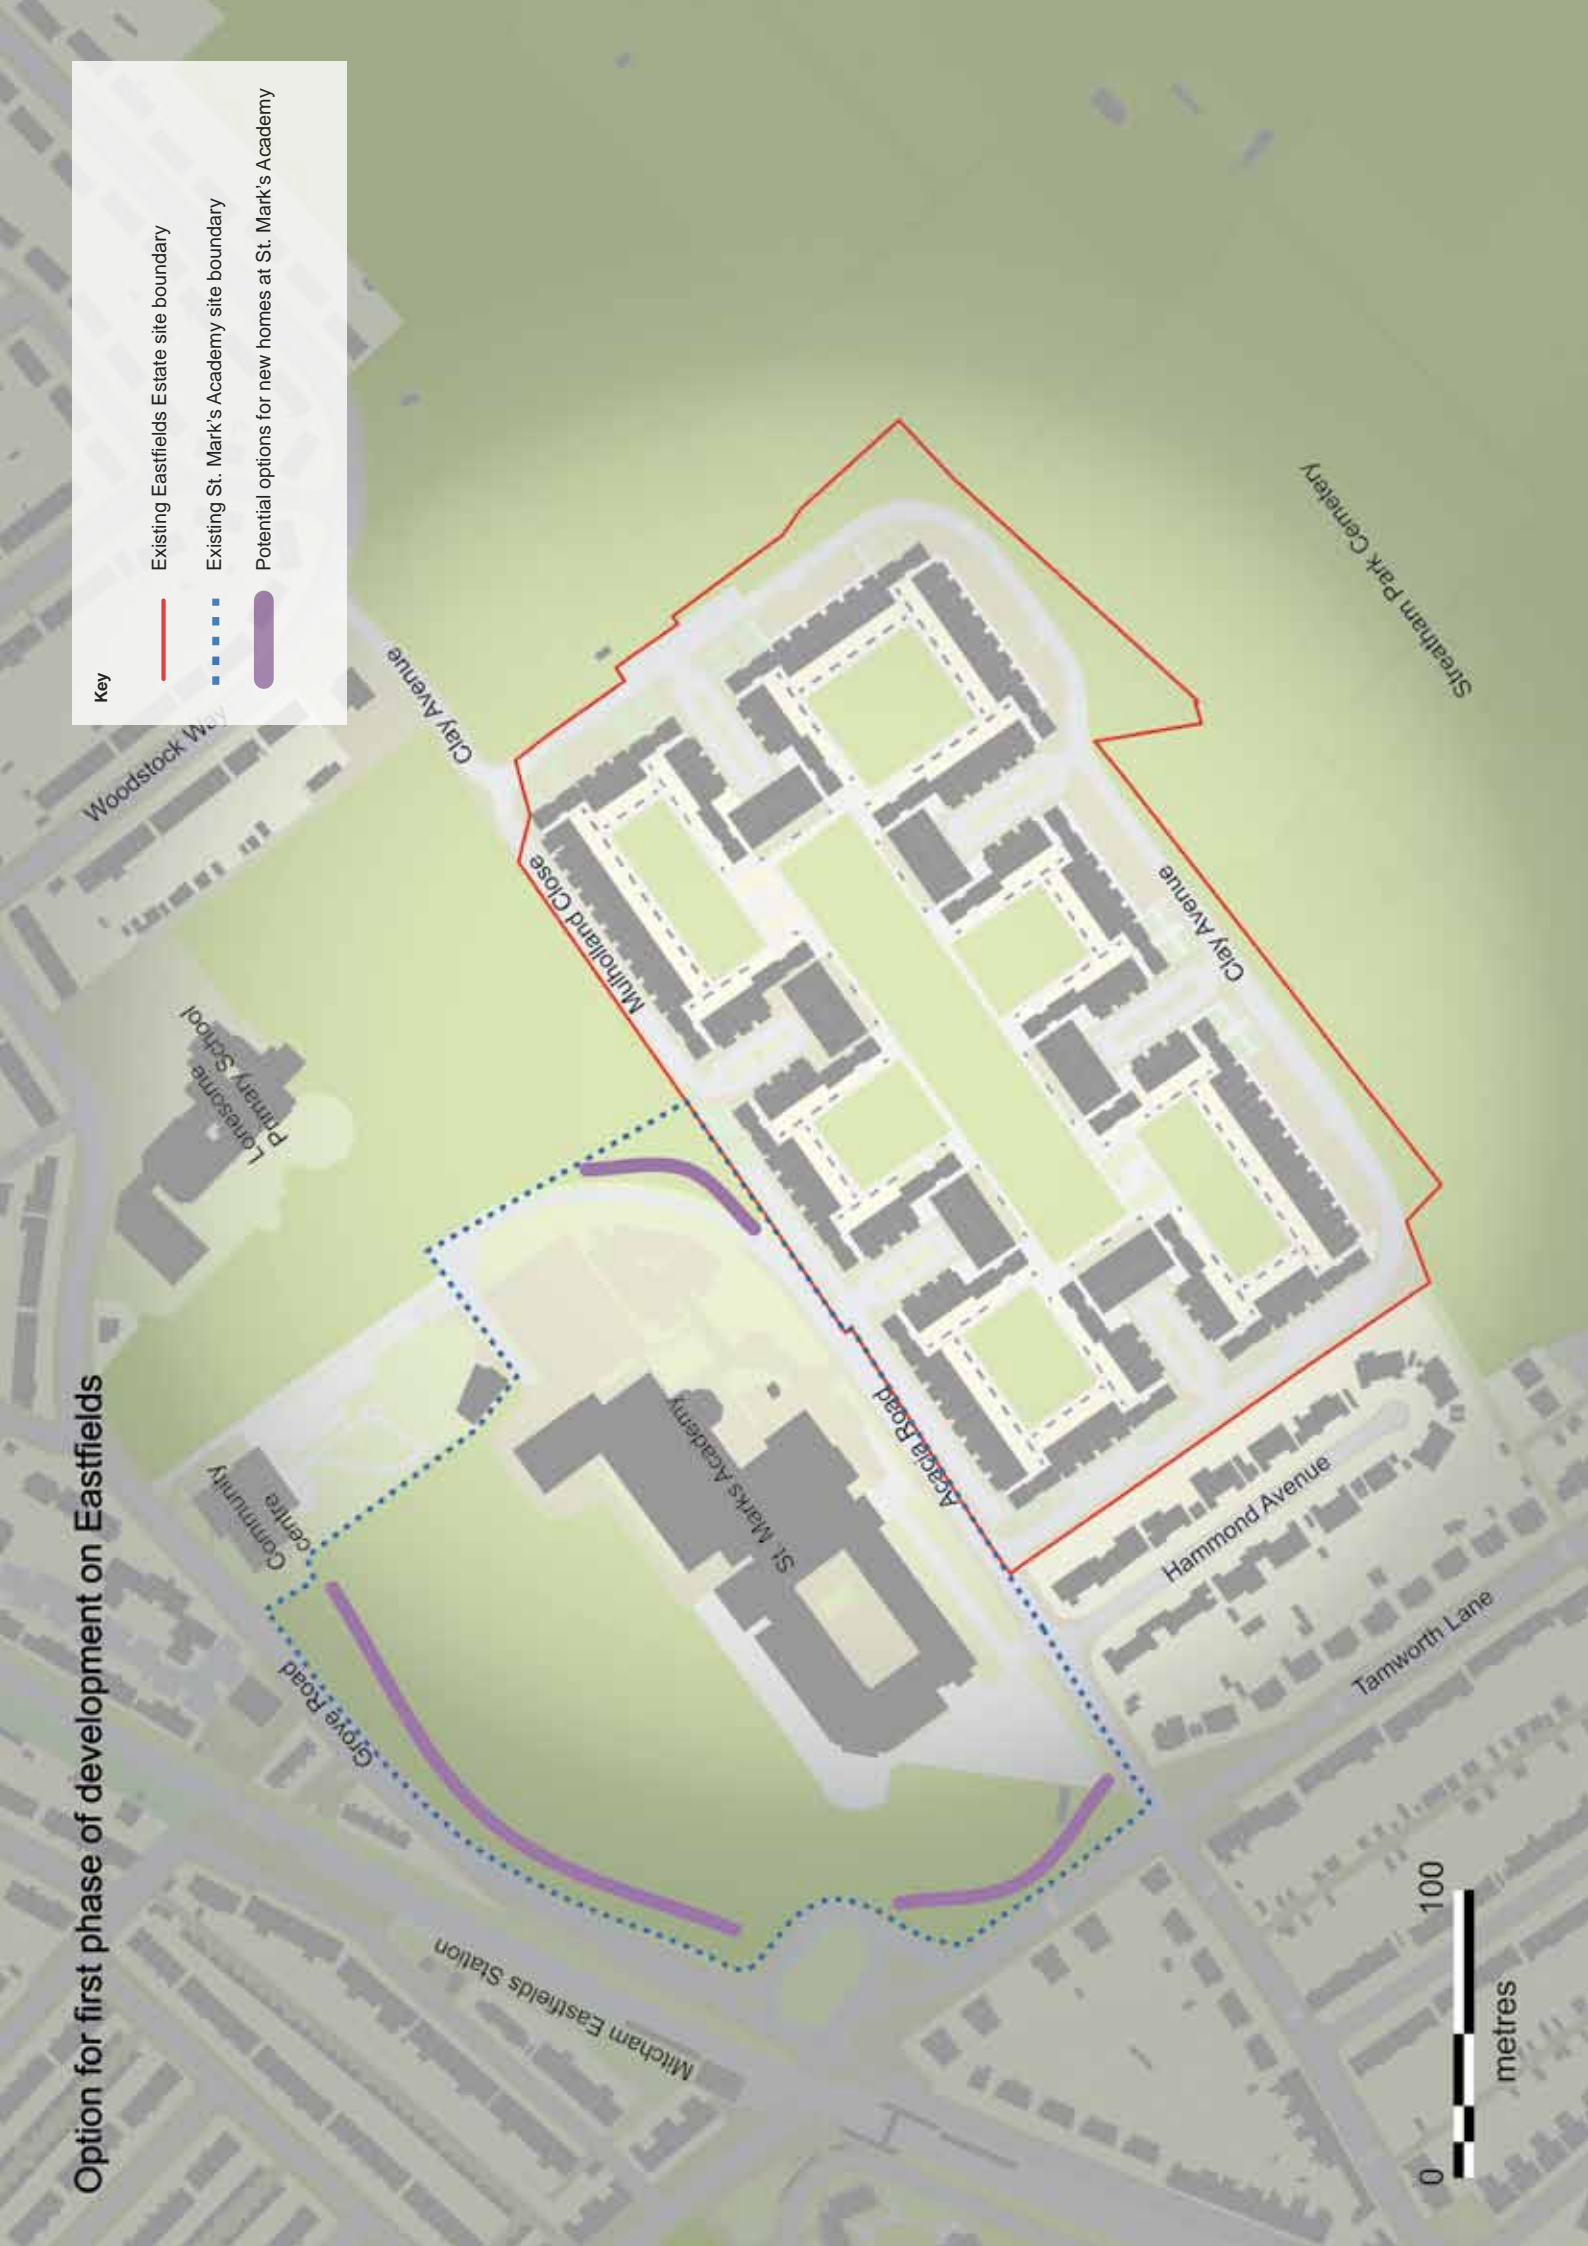 Option for first phase of development on Eastfields
Key
Existing Eastfields Estate site boundary
Existing St. Mark's Academy site boundary
Potential options for new homes at St. Mark's Academy
Woodstock Way
Clay Avenue
Lonesome
Primary School
Mulholland Close
Community
centre
Grove Road
St Marks Academy
Acacia Road
Clay Avenue
Streatham Park Cemetery
Hammond Avenue
Tamworth Lane
Mitcham Eastfields Station
0
100
metres